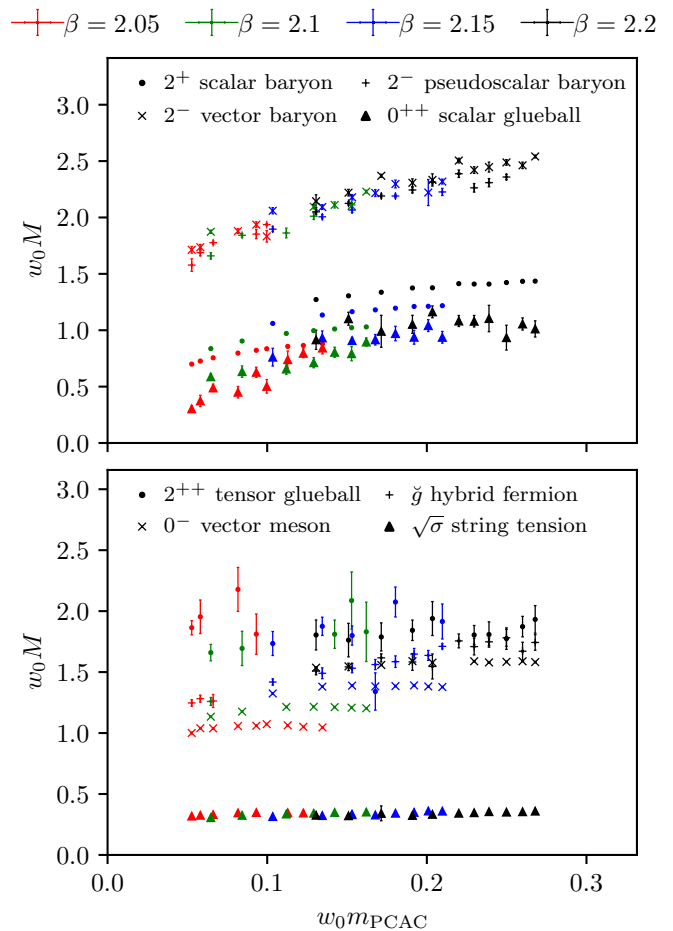 β = 2.05 β = 2.1 β = 2.15 β = 2.2
2⁺ scalar baryon 2⁻ pseudoscalar baryon
2⁻ vector baryon 0⁺⁺ scalar glueball
3.0
2.5
2.0
1.5
1.0
0.5
0.0
w₀M
2⁺⁺ tensor glueball ğ hybrid fermion
0⁻ vector meson √σ string tension
3.0
2.5
2.0
1.5
1.0
0.5
0.0
w₀M
0.0 0.1 0.2 0.3
w₀m_PCAC